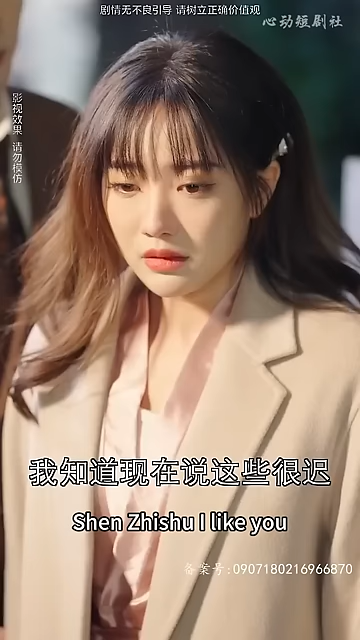 剧情无不良引导 请树立正确价值观
心动短剧社
影视效果 请勿模仿
我知道现在说这些很迟
Shen Zhishu I like you
备案号:0907180216966870